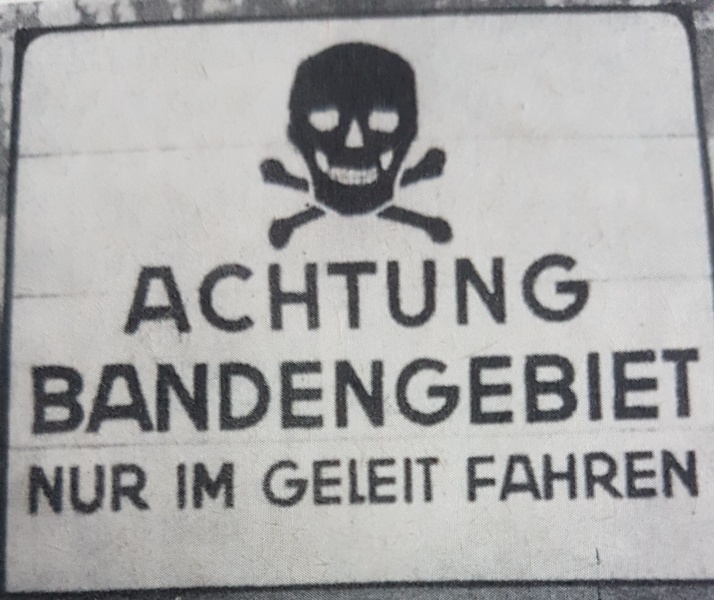 ACHTUNG
BANDENGEBIET
NUR IM GELEIT FAHREN